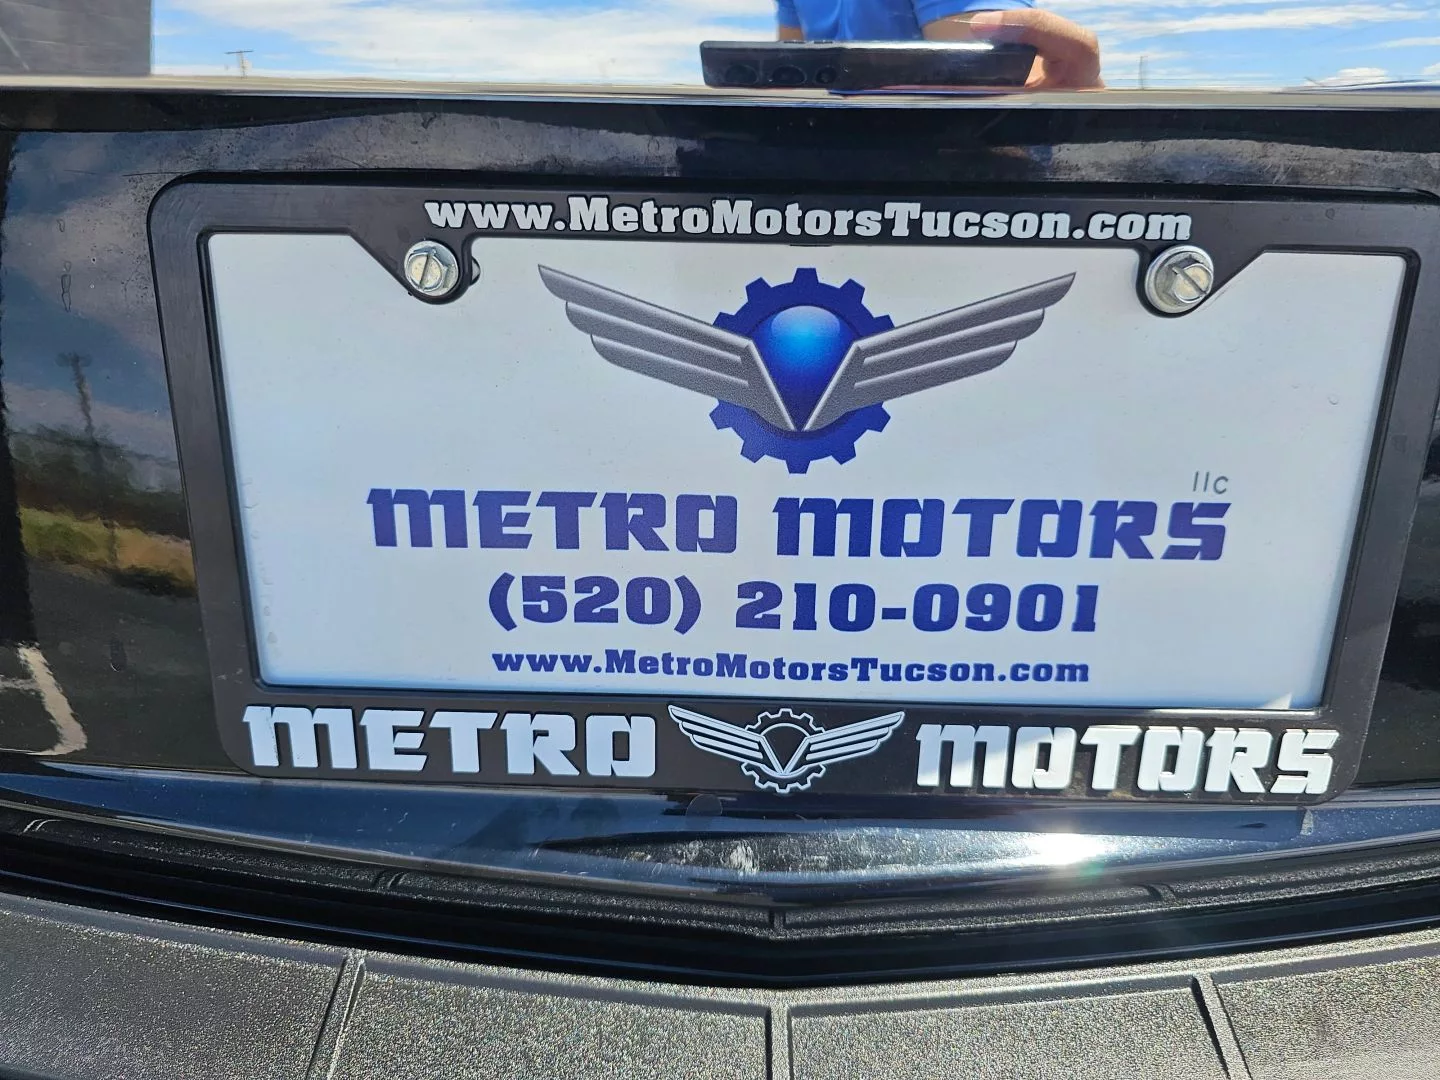 www.MetroMotorsTucson.com
llc
METRO MOTORS
(520) 210-0901
www.MetroMotorsTucson.com
METRO MOTORS